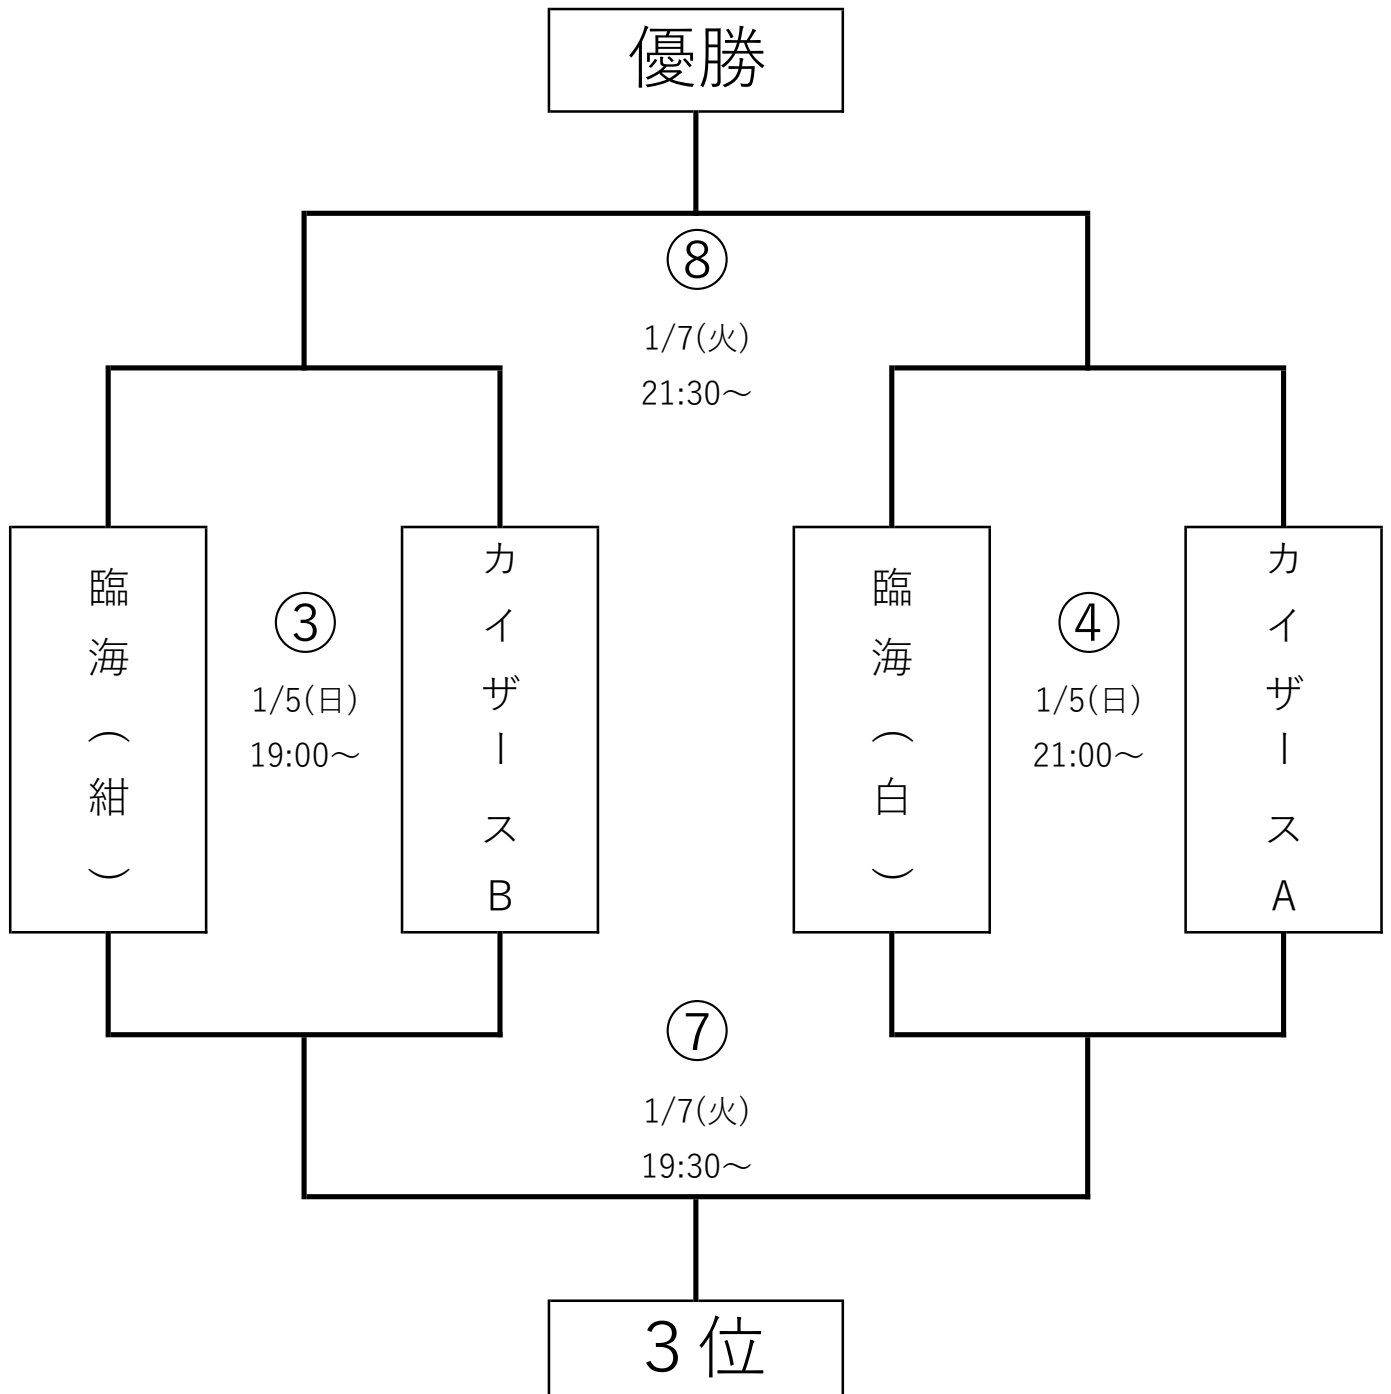 優勝
⑧
1/7(火)
21:30～
臨海（紺）
③
1/5(日)
19:00～
カイザースB
臨海（白）
④
1/5(日)
21:00～
カイザースA
⑦
1/7(火)
19:30～
３位